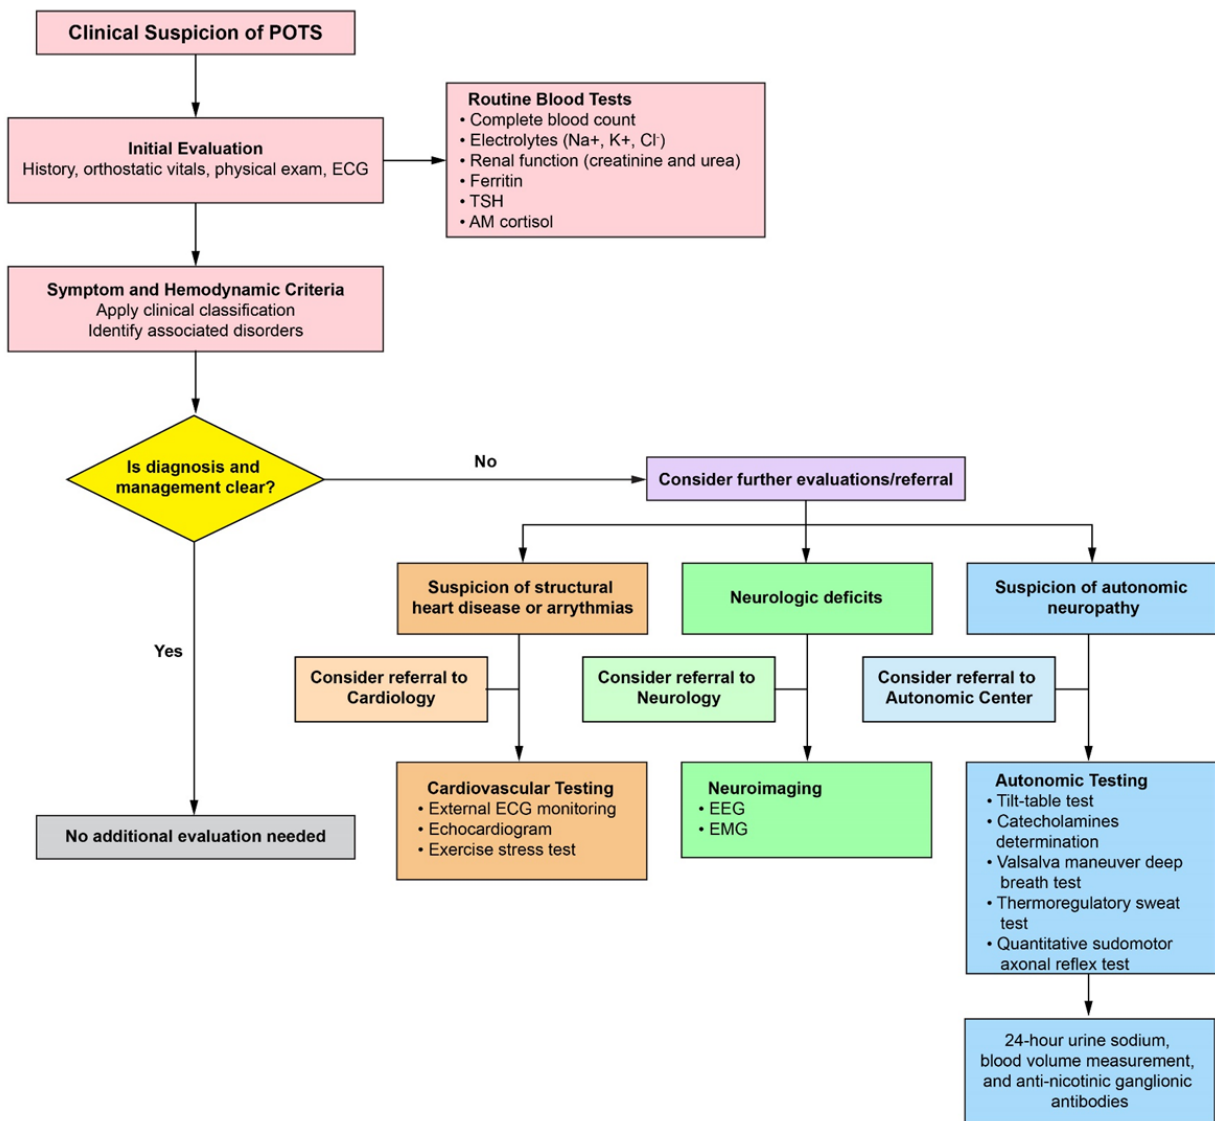 Clinical Suspicion of POTS
Initial Evaluation
History, orthostatic vitals, physical exam, ECG
Routine Blood Tests
• Complete blood count
• Electrolytes (Na+, K+, Cl⁻)
• Renal function (creatinine and urea)
• Ferritin
• TSH
• AM cortisol
Symptom and Hemodynamic Criteria
Apply clinical classification
Identify associated disorders
Is diagnosis and
management clear?
No
Consider further evaluations/referral
Yes
No additional evaluation needed
Suspicion of structural
heart disease or arrythmias
Consider referral to
Cardiology
Cardiovascular Testing
• External ECG monitoring
• Echocardiogram
• Exercise stress test
Neurologic deficits
Consider referral to
Neurology
Neuroimaging
• EEG
• EMG
Suspicion of autonomic
neuropathy
Consider referral to
Autonomic Center
Autonomic Testing
• Tilt-table test
• Catecholamines
determination
• Valsalva maneuver deep
breath test
• Thermoregulatory sweat
test
• Quantitative sudomotor
axonal reflex test
24-hour urine sodium,
blood volume measurement,
and anti-nicotinic ganglionic
antibodies